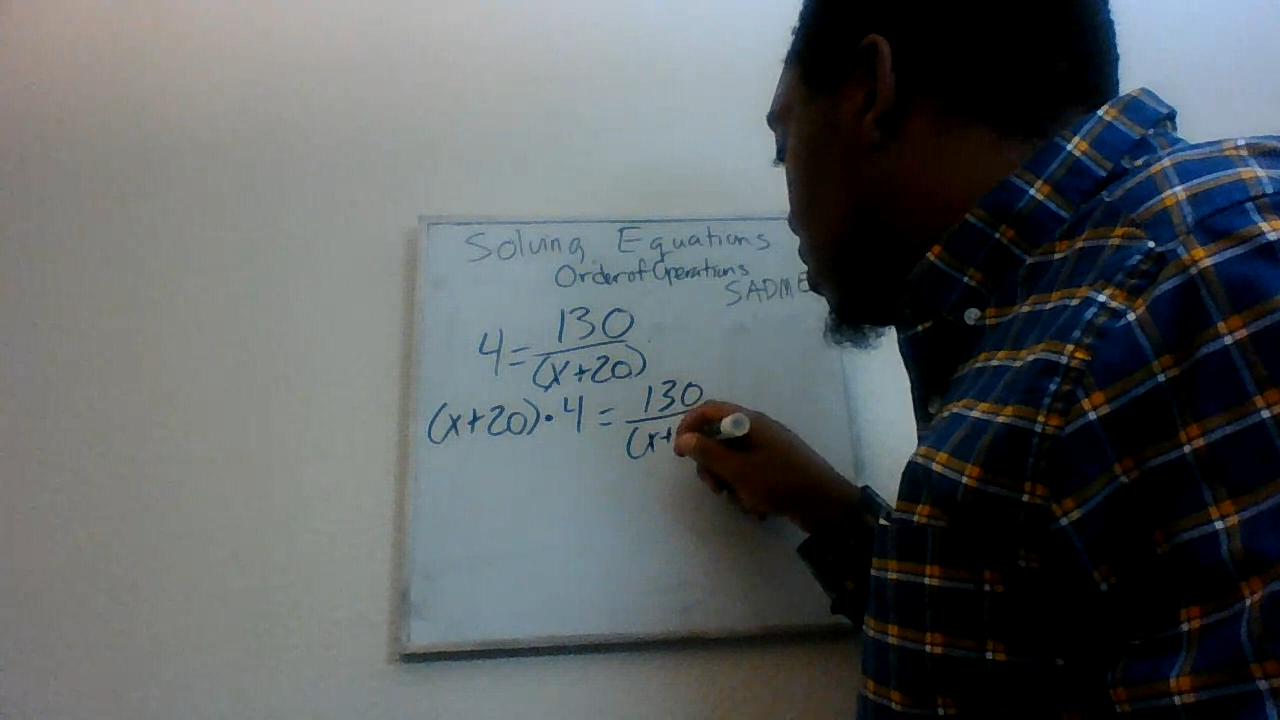 Solving Equations
Order of Operations
SADME
4 = 130/(x+20)
(x+20)•4 = 130/(x+